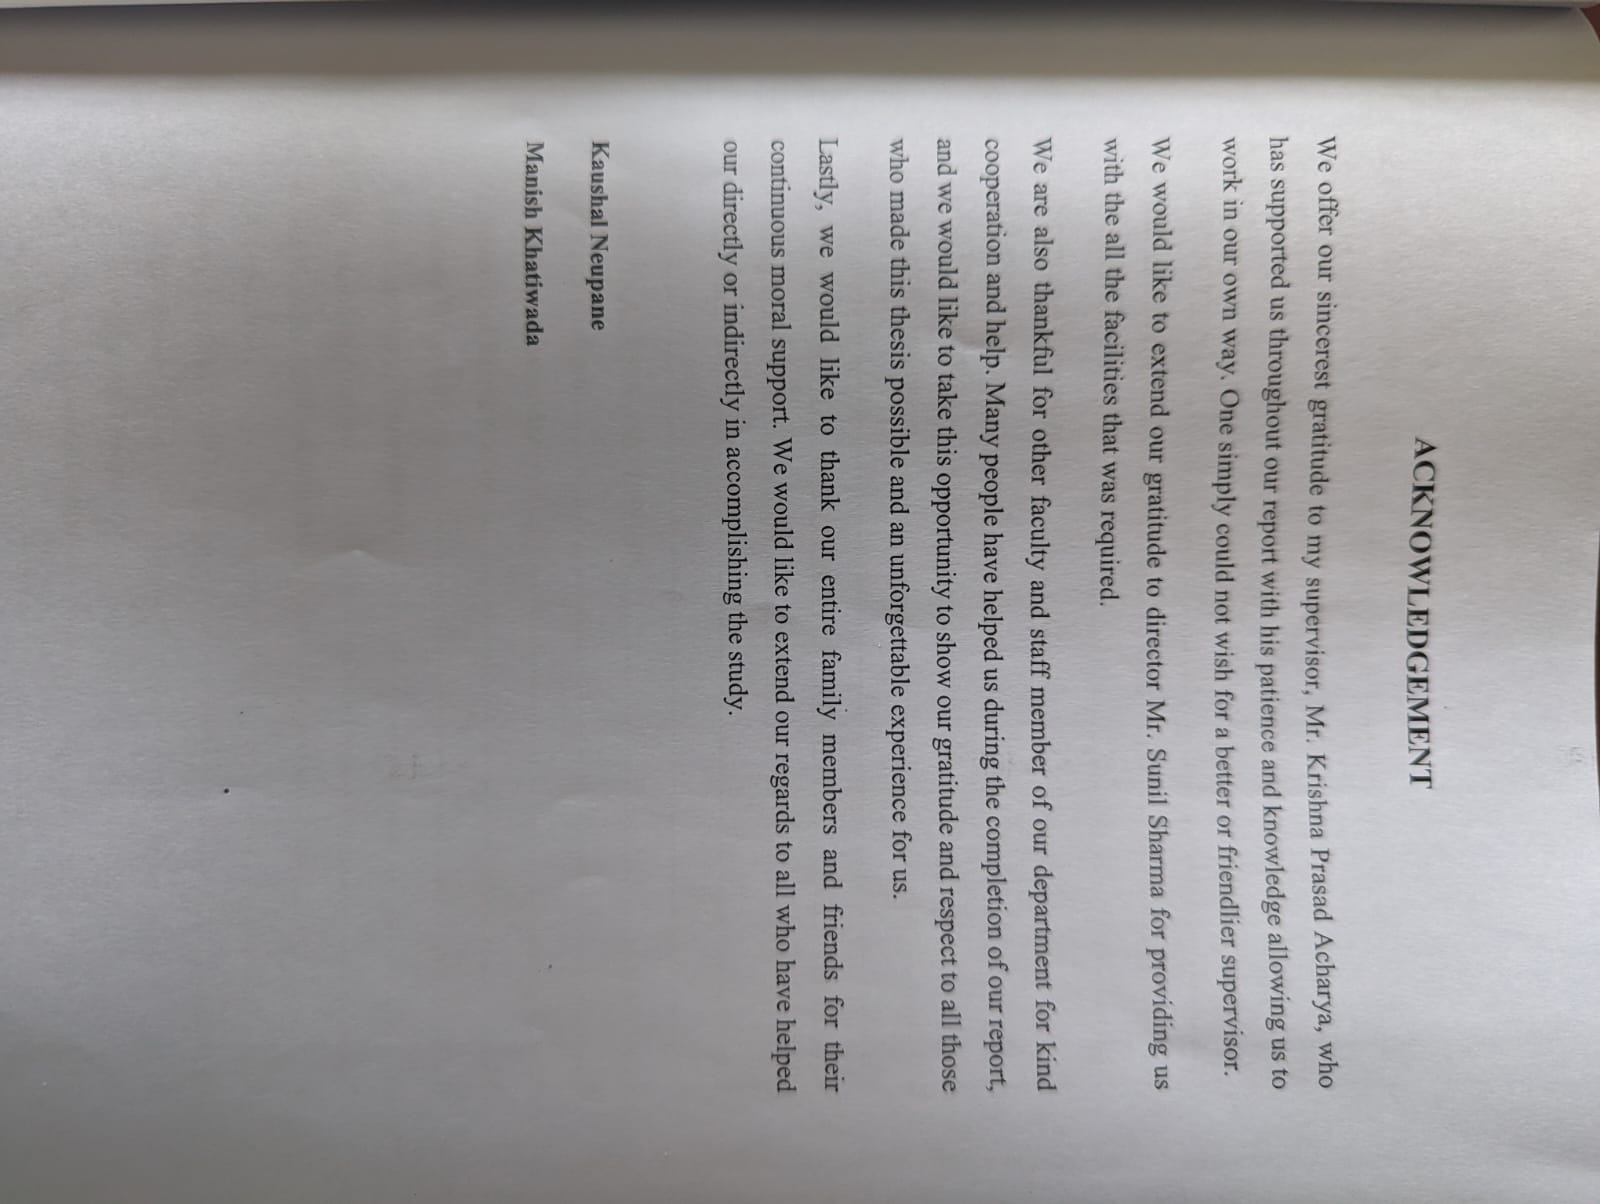 ACKNOWLEDGEMENT
We offer our sincerest gratitude to my supervisor, Mr. Krishna Prasad Acharya, who
has supported us throughout our report with his patience and knowledge allowing us to
work in our own way. One simply could not wish for a better or friendlier supervisor.
We would like to extend our gratitude to director Mr. Sunil Sharma for providing us
with the all the facilities that was required.
We are also thankful for other faculty and staff member of our department for kind
cooperation and help. Many people have helped us during the completion of our report,
and we would like to take this opportunity to show our gratitude and respect to all those
who made this thesis possible and an unforgettable experience for us.
Lastly, we would like to thank our entire family members and friends for their
continuous moral support. We would like to extend our regards to all who have helped
our directly or indirectly in accomplishing the study.
Kaushal Neupane
Manish Khatiwada